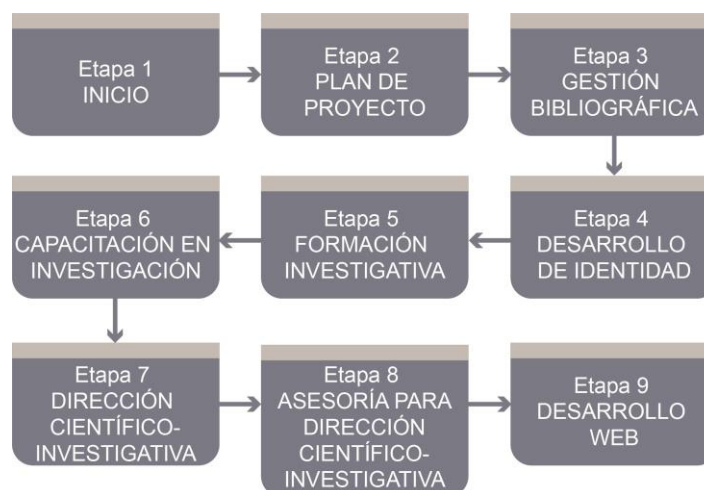 Etapa 1
INICIO
Etapa 2
PLAN DE
PROYECTO
Etapa 3
GESTIÓN
BIBLIOGRÁFICA
Etapa 4
DESARROLLO
DE IDENTIDAD
Etapa 5
FORMACIÓN
INVESTIGATIVA
Etapa 6
CAPACITACIÓN EN
INVESTIGACIÓN
Etapa 7
DIRECCIÓN
CIENTÍFICO-
INVESTIGATIVA
Etapa 8
ASESORÍA PARA
DIRECCIÓN
CIENTÍFICO-
INVESTIGATIVA
Etapa 9
DESARROLLO
WEB